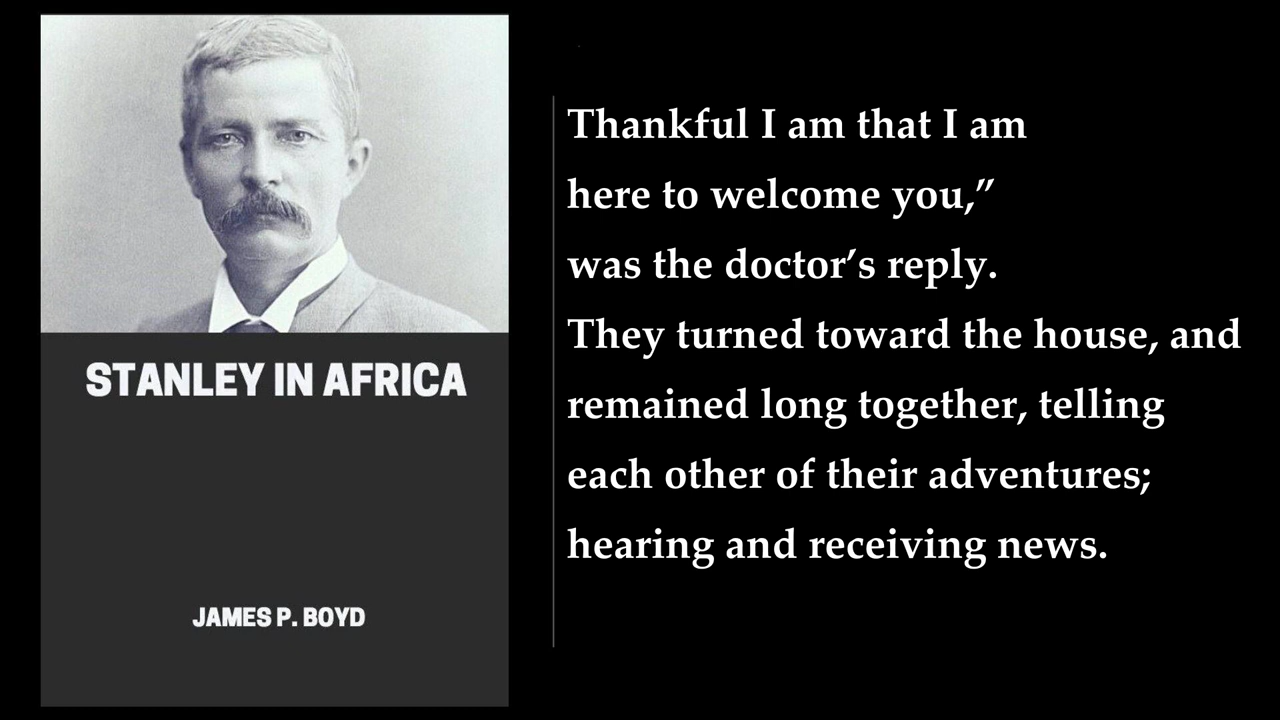 STANLEY IN AFRICA
JAMES P. BOYD
Thankful I am that I am
here to welcome you,”
was the doctor’s reply.
They turned toward the house, and
remained long together, telling
each other of their adventures;
hearing and receiving news.